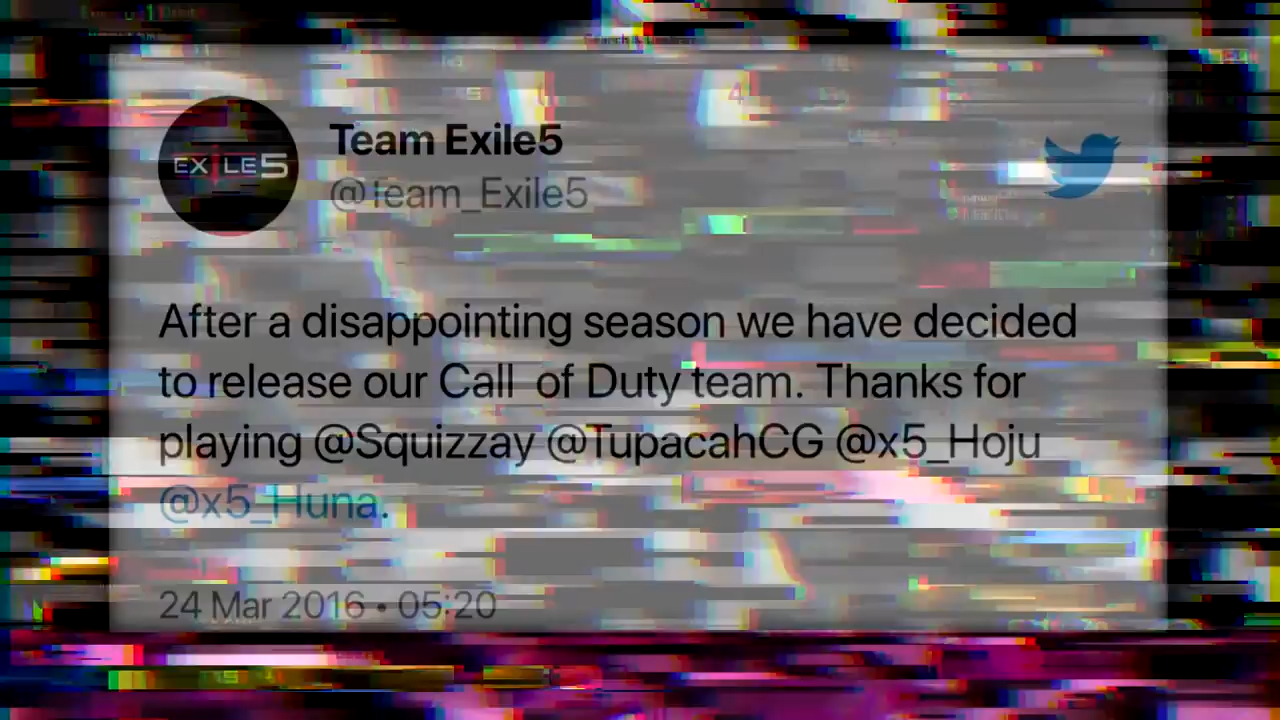 EXILE5
Team Exile5
@Team_Exile5
After a disappointing season we have decided
to release our Call of Duty team. Thanks for
playing @Squizzay @TupacahCG @x5_Hoju
@x5_Huna.
24 Mar 2016 • 05:20